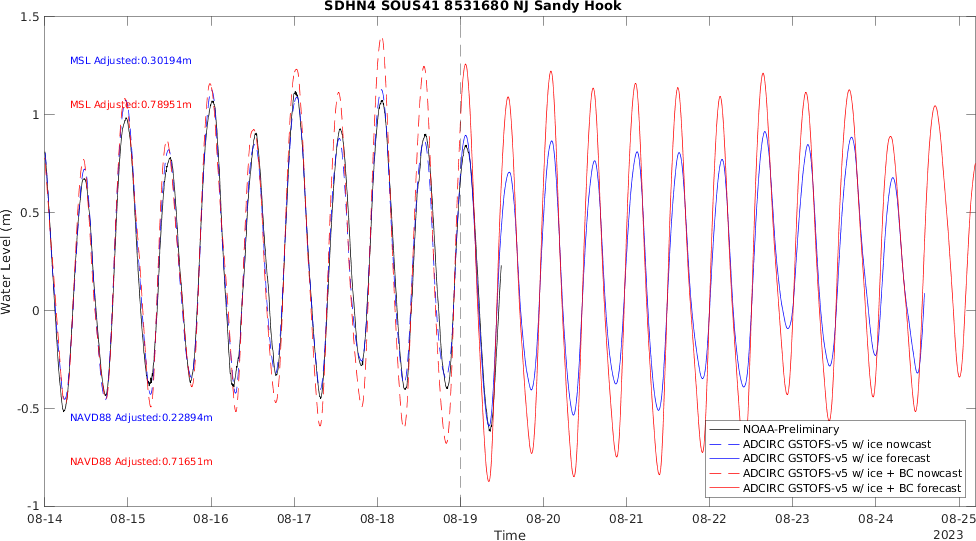 SDHN4 SOUS41 8531680 NJ Sandy Hook
1.5
MSL Adjusted:0.30194m
MSL Adjusted:0.78951m
1
0.5
Water Level (m)
0
-0.5
NAVD88 Adjusted:0.22894m
NAVD88 Adjusted:0.71651m
NOAA-Preliminary
ADCIRC GSTOFS-v5 w/ ice nowcast
ADCIRC GSTOFS-v5 w/ ice forecast
ADCIRC GSTOFS-v5 w/ ice + BC nowcast
ADCIRC GSTOFS-v5 w/ ice + BC forecast
-1
08-14 08-15 08-16 08-17 08-18 08-19 08-20 08-21 08-22 08-23 08-24 08-25
Time
2023